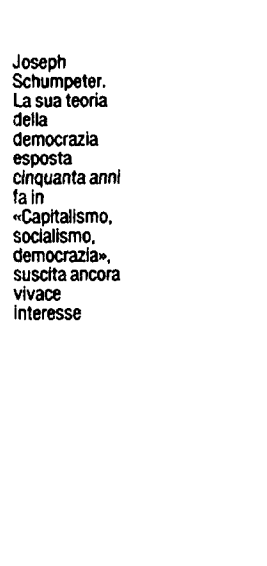 Joseph
Schumpeter.
La sua teoria
della
democrazia
esposta
cinquanta anni
fa in
«Capitalismo,
socialismo,
democrazia»,
suscita ancora
vivace
interesse